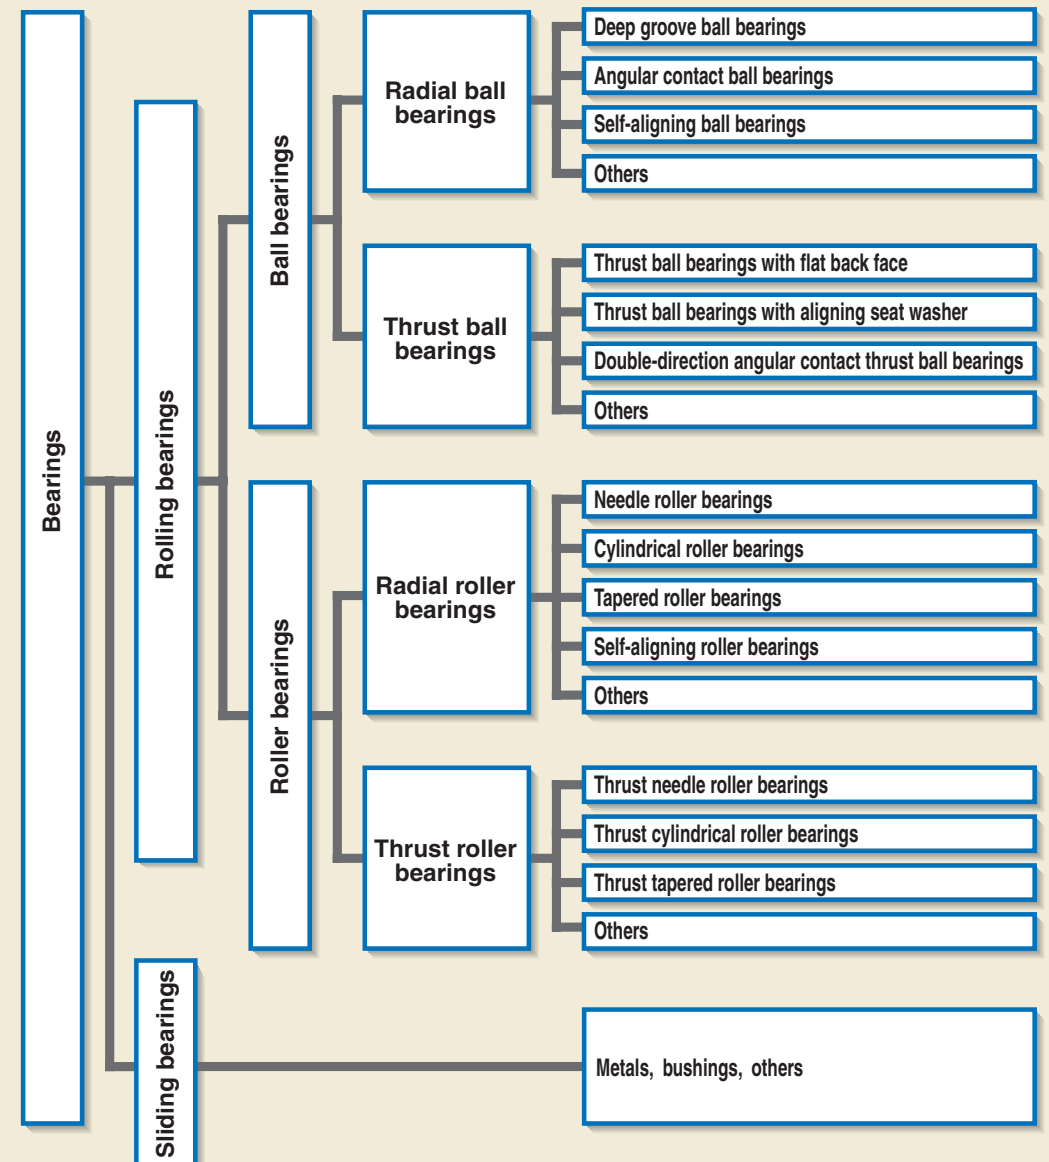 Bearings
Rolling bearings
Ball bearings
Radial ball
bearings
Deep groove ball bearings
Angular contact ball bearings
Self-aligning ball bearings
Others
Thrust ball
bearings
Thrust ball bearings with flat back face
Thrust ball bearings with aligning seat washer
Double-direction angular contact thrust ball bearings
Others
Roller bearings
Radial roller
bearings
Needle roller bearings
Cylindrical roller bearings
Tapered roller bearings
Self-aligning roller bearings
Others
Thrust roller
bearings
Thrust needle roller bearings
Thrust cylindrical roller bearings
Thrust tapered roller bearings
Others
Sliding bearings
Metals, bushings, others